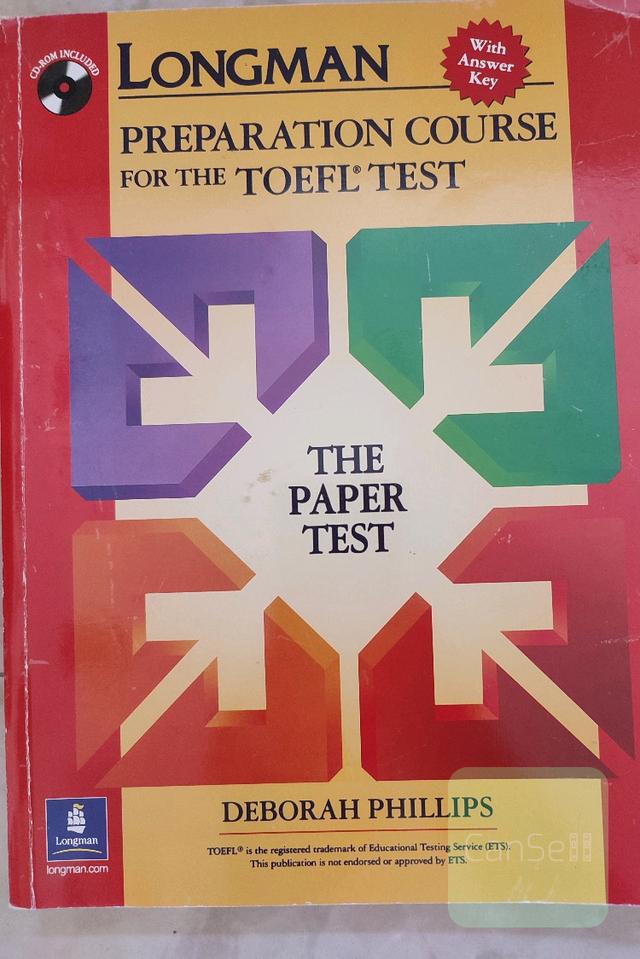 CD-ROM INCLUDED
LONGMAN
With
Answer
Key
PREPARATION COURSE
FOR THE TOEFL® TEST
THE
PAPER
TEST
DEBORAH PHILLIPS
TOEFL® is the registered trademark of Educational Testing Service (ETS).
This publication is not endorsed or approved by ETS.
Longman
longman.com
CanSell